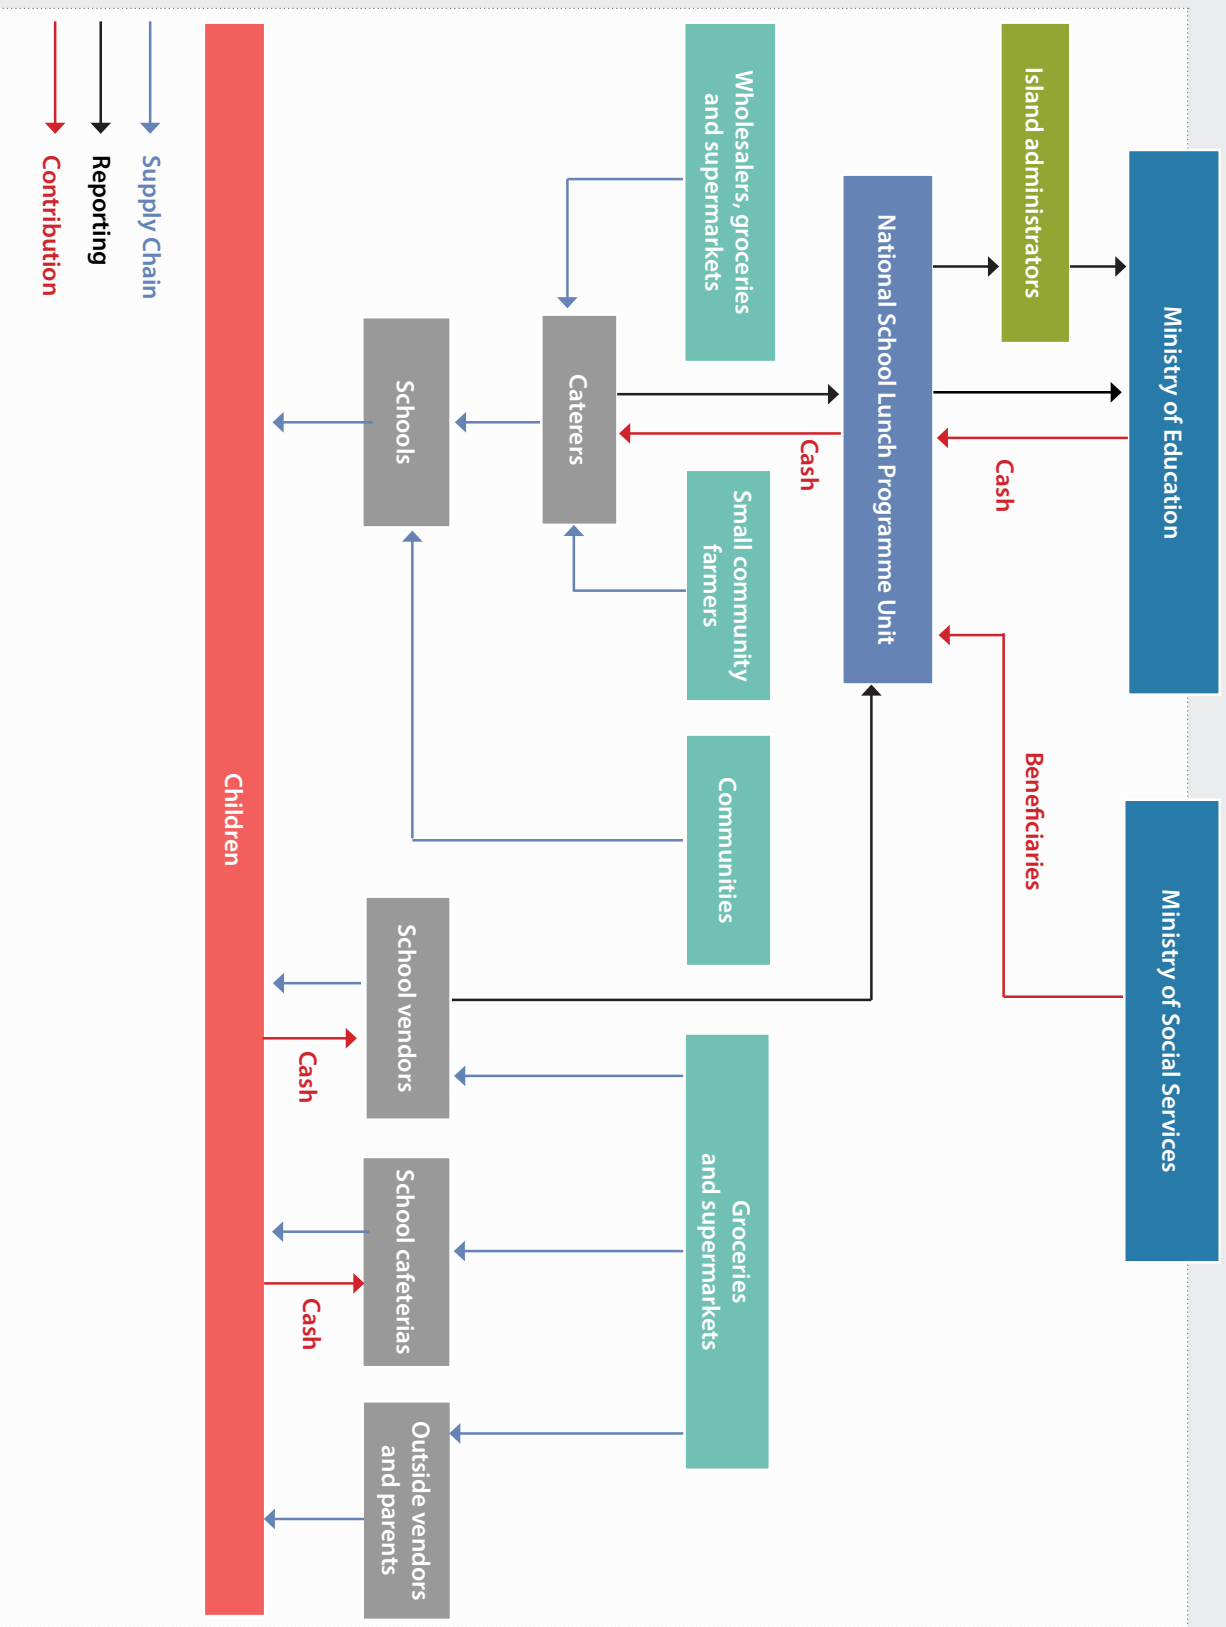 Ministry of Education
Ministry of Social Services
Island administrators
Cash
Beneficiaries
National School Lunch Programme Unit
Cash
Wholesalers, groceries
and supermarkets
Small community
farmers
Communities
Groceries
and supermarkets
Caterers
Schools
School vendors
School cafeterias
Outside vendors
and parents
Cash
Cash
Children
Supply Chain
Reporting
Contribution